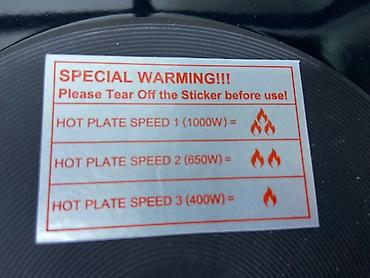 SPECIAL WARMING!!!
Please Tear Off the Sticker before use!
HOT PLATE SPEED 1 (1000W) =
HOT PLATE SPEED 2 (650W) =
HOT PLATE SPEED 3 (400W) =